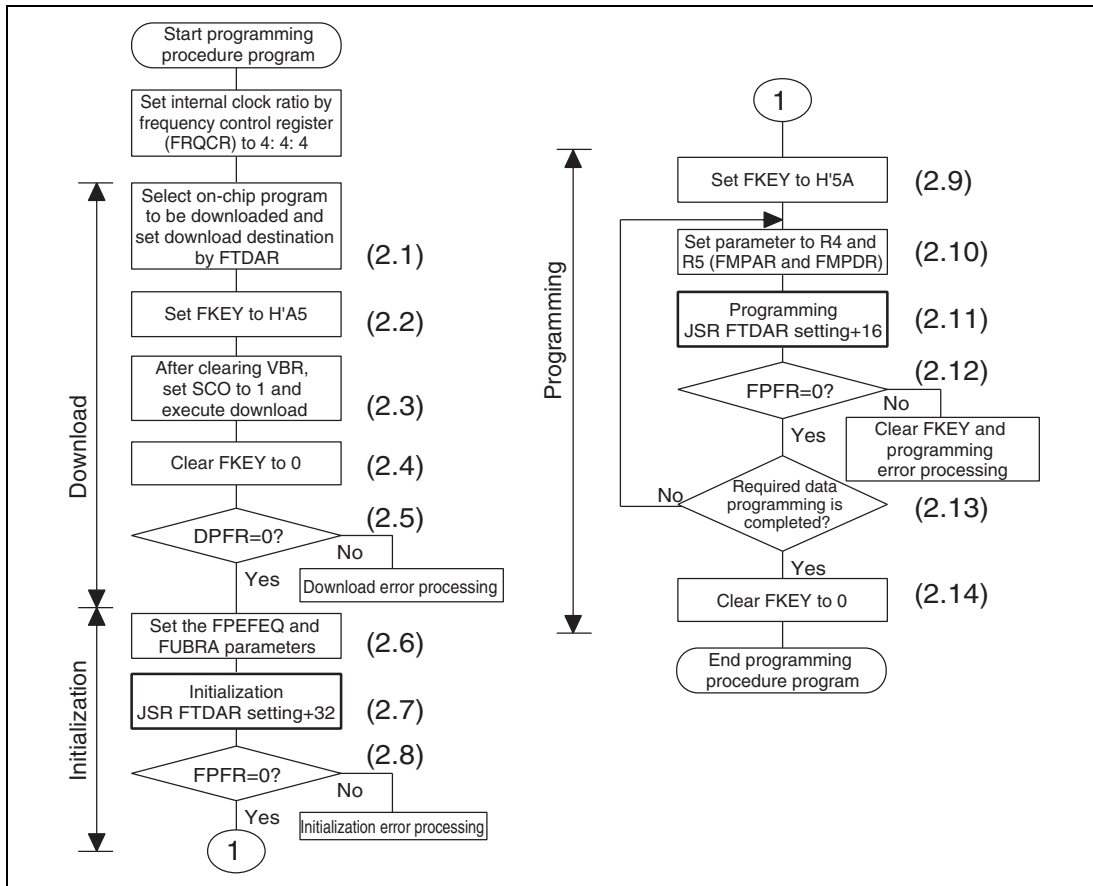 Start programming
procedure program
Set internal clock ratio by
frequency control register
(FRQCR) to 4: 4: 4
Download
Select on-chip program
to be downloaded and
set download destination
by FTDAR
(2.1)
Set FKEY to H'A5
(2.2)
After clearing VBR,
set SCO to 1 and
execute download
(2.3)
Clear FKEY to 0
(2.4)
DPFR=0?
(2.5)
No
Yes
Download error processing
Initialization
Set the FPEFEQ and
FUBRA parameters
(2.6)
Initialization
JSR FTDAR setting+32
(2.7)
FPFR=0?
(2.8)
No
Yes
Initialization error processing
1
1
Programming
Set FKEY to H'5A
(2.9)
Set parameter to R4 and
R5 (FMPAR and FMPDR)
(2.10)
Programming
JSR FTDAR setting+16
(2.11)
FPFR=0?
(2.12)
No
Yes
Clear FKEY and
programming
error processing
No
Required data
programming is
completed?
(2.13)
Yes
Clear FKEY to 0
(2.14)
End programming
procedure program